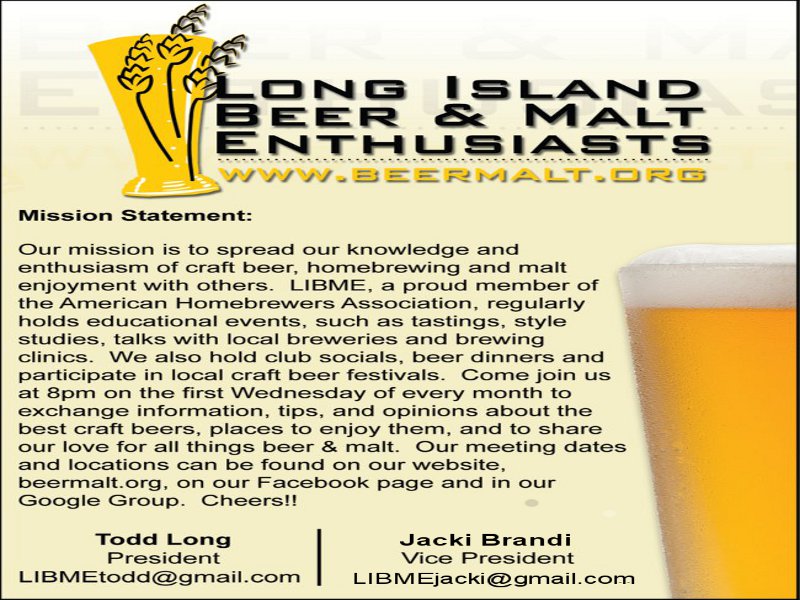 LONG ISLAND
BEER & MALT
ENTHUSIASTS
WWW.BEERMALT.ORG
Mission Statement:
Our mission is to spread our knowledge and
enthusiasm of craft beer, homebrewing and malt
enjoyment with others.  LIBME, a proud member of
the American Homebrewers Association, regularly
holds educational events, such as tastings, style
studies, talks with local breweries and brewing
clinics.  We also hold club socials, beer dinners and
participate in local craft beer festivals.  Come join us
at 8pm on the first Wednesday of every month to
exchange information, tips, and opinions about the
best craft beers, places to enjoy them, and to share
our love for all things beer & malt.  Our meeting dates
and locations can be found on our website,
beermalt.org, on our Facebook page and in our
Google Group.  Cheers!!
Todd Long
President
LIBMEtodd@gmail.com
Jacki Brandi
Vice President
LIBMEjacki@gmail.com